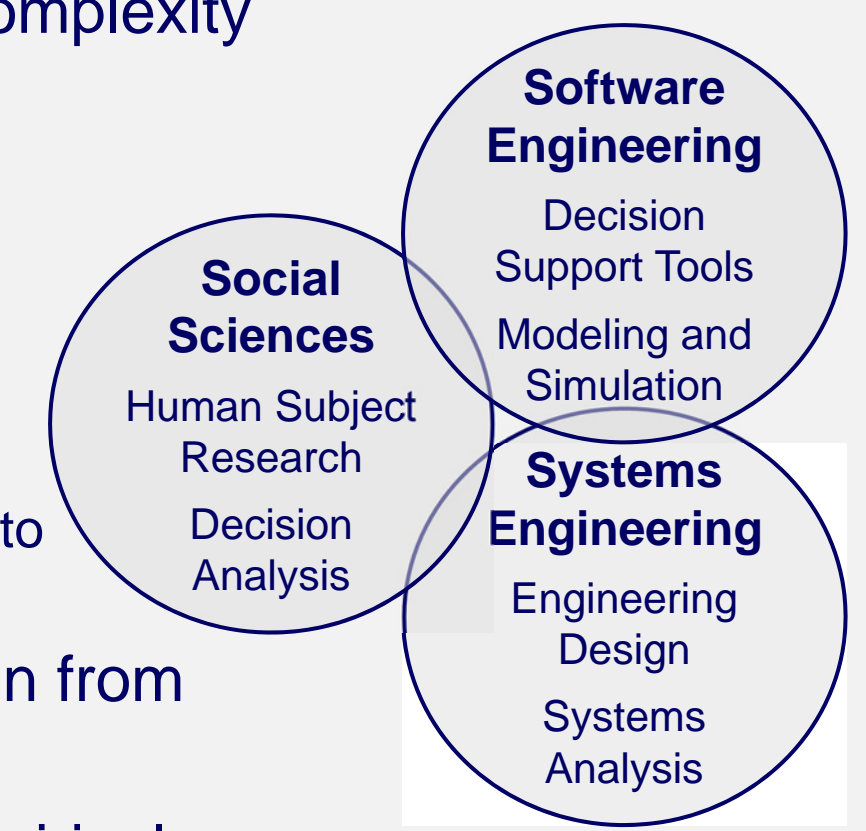 omplexity
Software
Engineering
Decision
Support Tools
Modeling and
Simulation
Social
Sciences
Human Subject
Research
Decision
Analysis
to
Systems
Engineering
Engineering
Design
Systems
Analysis
n from